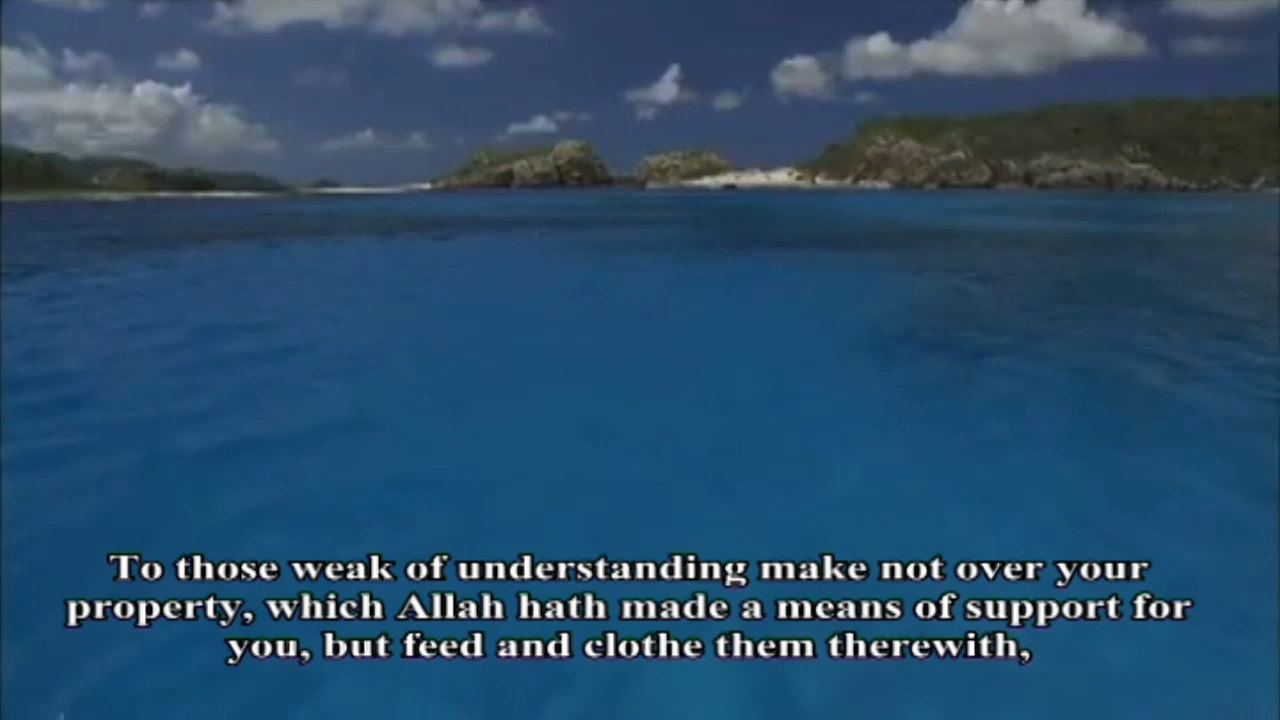 To those weak of understanding make not over your
property, which Allah hath made a means of support for
you, but feed and clothe them therewith,